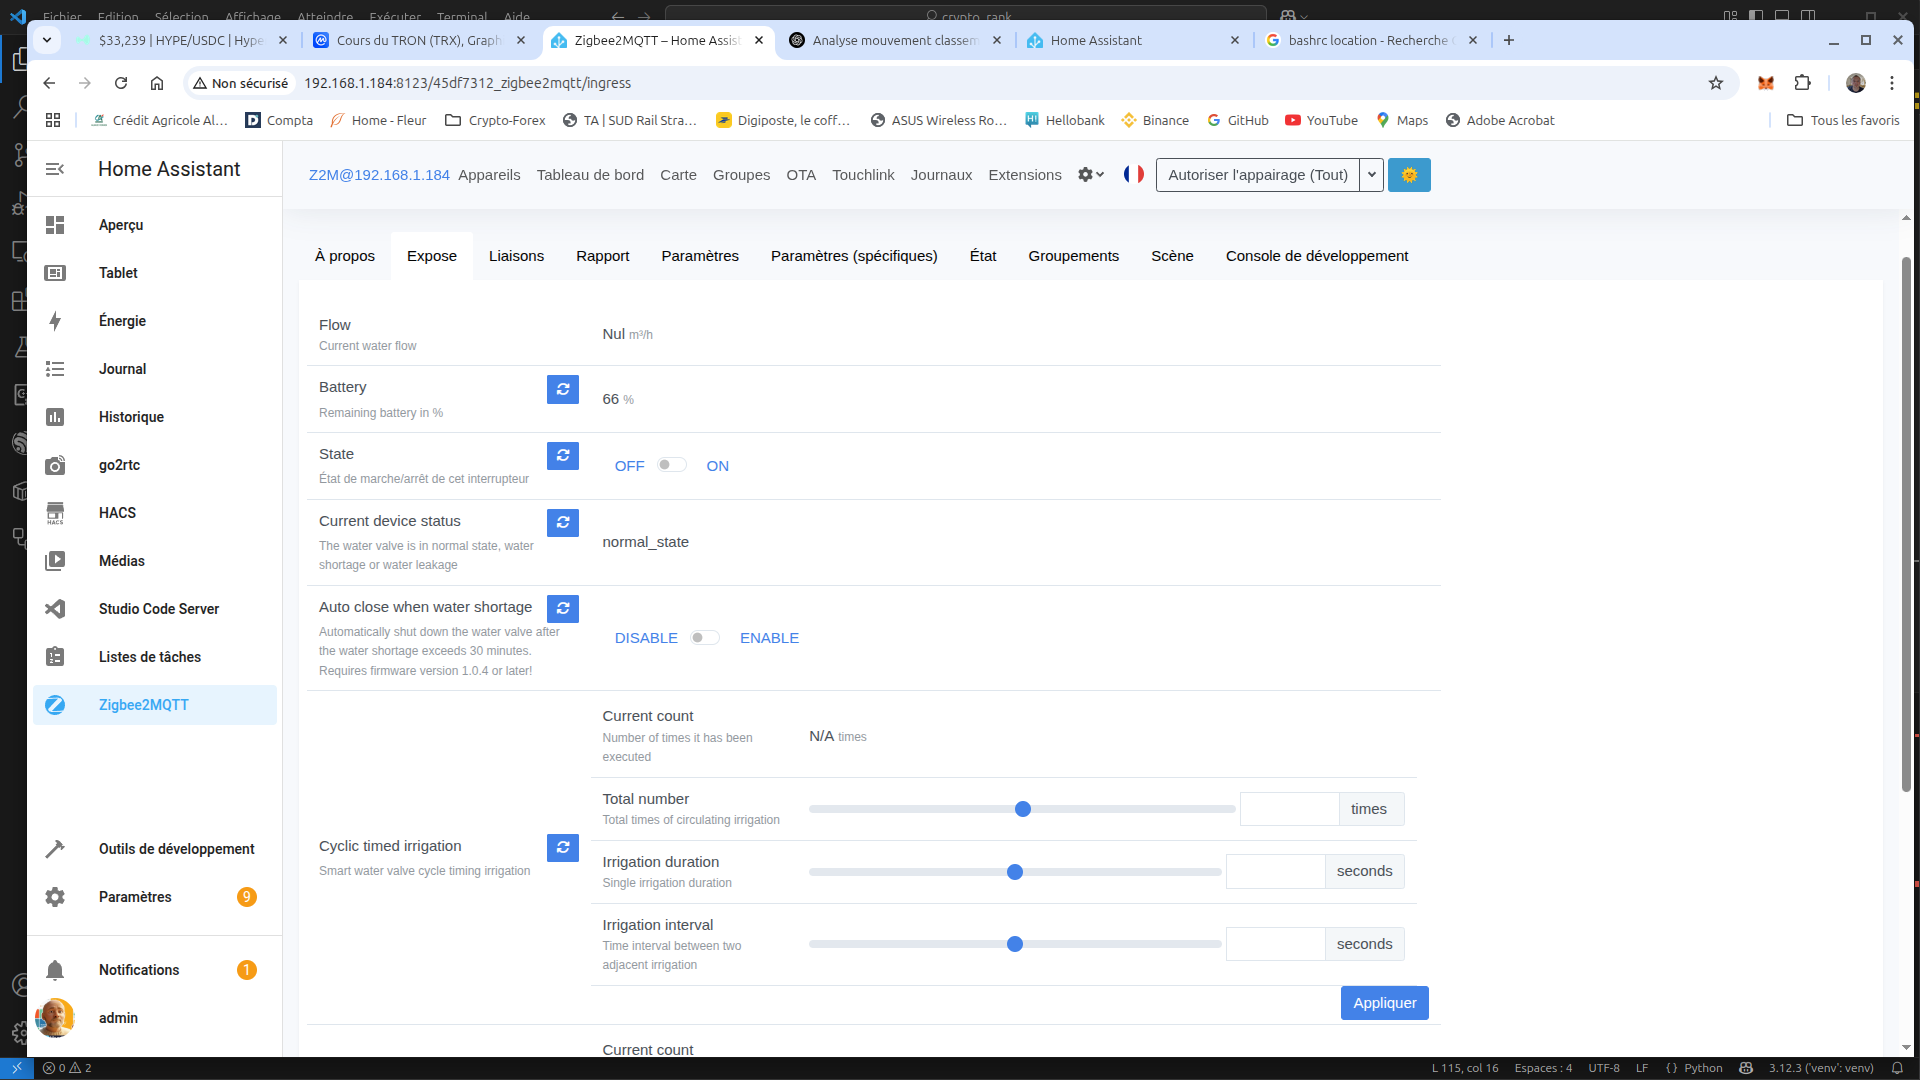 Fichier Edition Sélection Affichage Atteindre Exécuter Terminal Aide
crypto_rank
$33,239 | HYPE/USDC | Hype
Cours du TRON (TRX), Graph
Zigbee2MQTT – Home Assist
Analyse mouvement classem
Home Assistant
bashrc location - Recherche
Non sécurisé
192.168.1.184:8123/45df7312_zigbee2mqtt/ingress
Crédit Agricole Al...
Compta
Home - Fleur
Crypto-Forex
TA | SUD Rail Stra...
Digiposte, le coff...
ASUS Wireless Ro...
Hellobank
Binance
GitHub
YouTube
Maps
Adobe Acrobat
Tous les favoris
Home Assistant
Z2M@192.168.1.184 Appareils Tableau de bord Carte Groupes OTA Touchlink Journaux Extensions
Autoriser l'appairage (Tout)
Aperçu
Tablet
Énergie
Journal
Historique
go2rtc
HACS
HACS
Médias
Studio Code Server
Listes de tâches
Zigbee2MQTT
Outils de développement
Paramètres
9
Notifications
1
admin
À propos
Expose
Liaisons
Rapport
Paramètres
Paramètres (spécifiques)
État
Groupements
Scène
Console de développement
Flow
Current water flow
Nul m³/h
Battery
Remaining battery in %
66 %
State
État de marche/arrêt de cet interrupteur
OFF
ON
Current device status
The water valve is in normal state, water
shortage or water leakage
normal_state
Auto close when water shortage
Automatically shut down the water valve after
the water shortage exceeds 30 minutes.
Requires firmware version 1.0.4 or later!
DISABLE
ENABLE
Cyclic timed irrigation
Smart water valve cycle timing irrigation
Current count
Number of times it has been
executed
N/A times
Total number
Total times of circulating irrigation
times
Irrigation duration
Single irrigation duration
seconds
Irrigation interval
Time interval between two
adjacent irrigation
seconds
Appliquer
Current count
0 2
L 115, col 16
Espaces : 4
UTF-8
LF
{} Python
3.12.3 ('venv': venv)